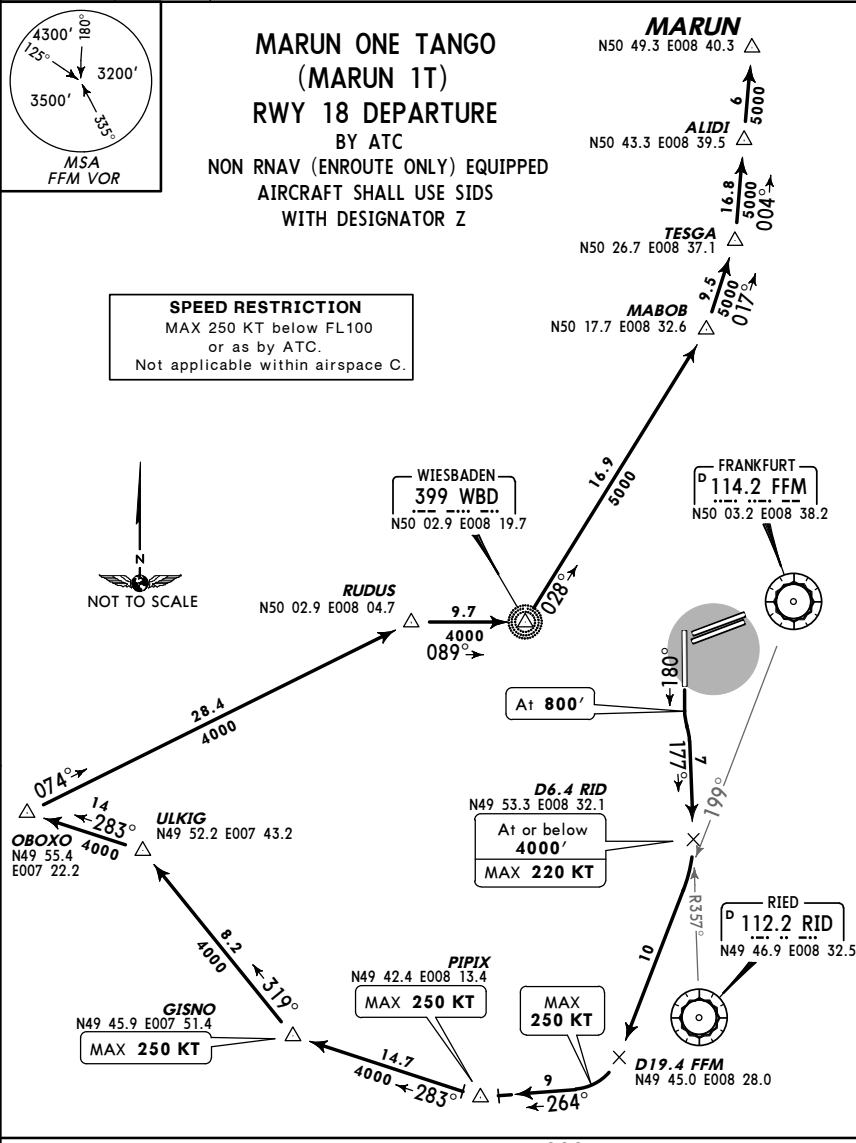 4300'
180°
125°
3200'
3500'
335°
MSA
FFM VOR
MARUN ONE TANGO
(MARUN 1T)
RWY 18 DEPARTURE
BY ATC
NON RNAV (ENROUTE ONLY) EQUIPPED
AIRCRAFT SHALL USE SIDS
WITH DESIGNATOR Z
MARUN
N50 49.3 E008 40.3
6
5000
ALIDI
N50 43.3 E008 39.5
16.8
5000
004°
TESGA
N50 26.7 E008 37.1
9.5
5000
017°
MABOB
N50 17.7 E008 32.6
SPEED RESTRICTION
MAX 250 KT below FL100
or as by ATC.
Not applicable within airspace C.
16.9
5000
028°
WIESBADEN
399 WBD
N50 02.9 E008 19.7
FRANKFURT
D 114.2 FFM
N50 03.2 E008 38.2
N
NOT TO SCALE
RUDUS
N50 02.9 E008 04.7
9.7
4000
089°
180°
At 800'
7
177°
199°
28.4
4000
074°
14
283°
4000
OBOXO
N49 55.4
E007 22.2
ULKIG
N49 52.2 E007 43.2
D6.4 RID
N49 53.3 E008 32.1
At or below
4000'
MAX 220 KT
R357°
RIED
D 112.2 RID
N49 46.9 E008 32.5
10
8.2
4000
319°
PIPIX
N49 42.4 E008 13.4
MAX 250 KT
MAX
250 KT
GISNO
N49 45.9 E007 51.4
MAX 250 KT
14.7
4000
283°
9
264°
D19.4 FFM
N49 45.0 E008 28.0